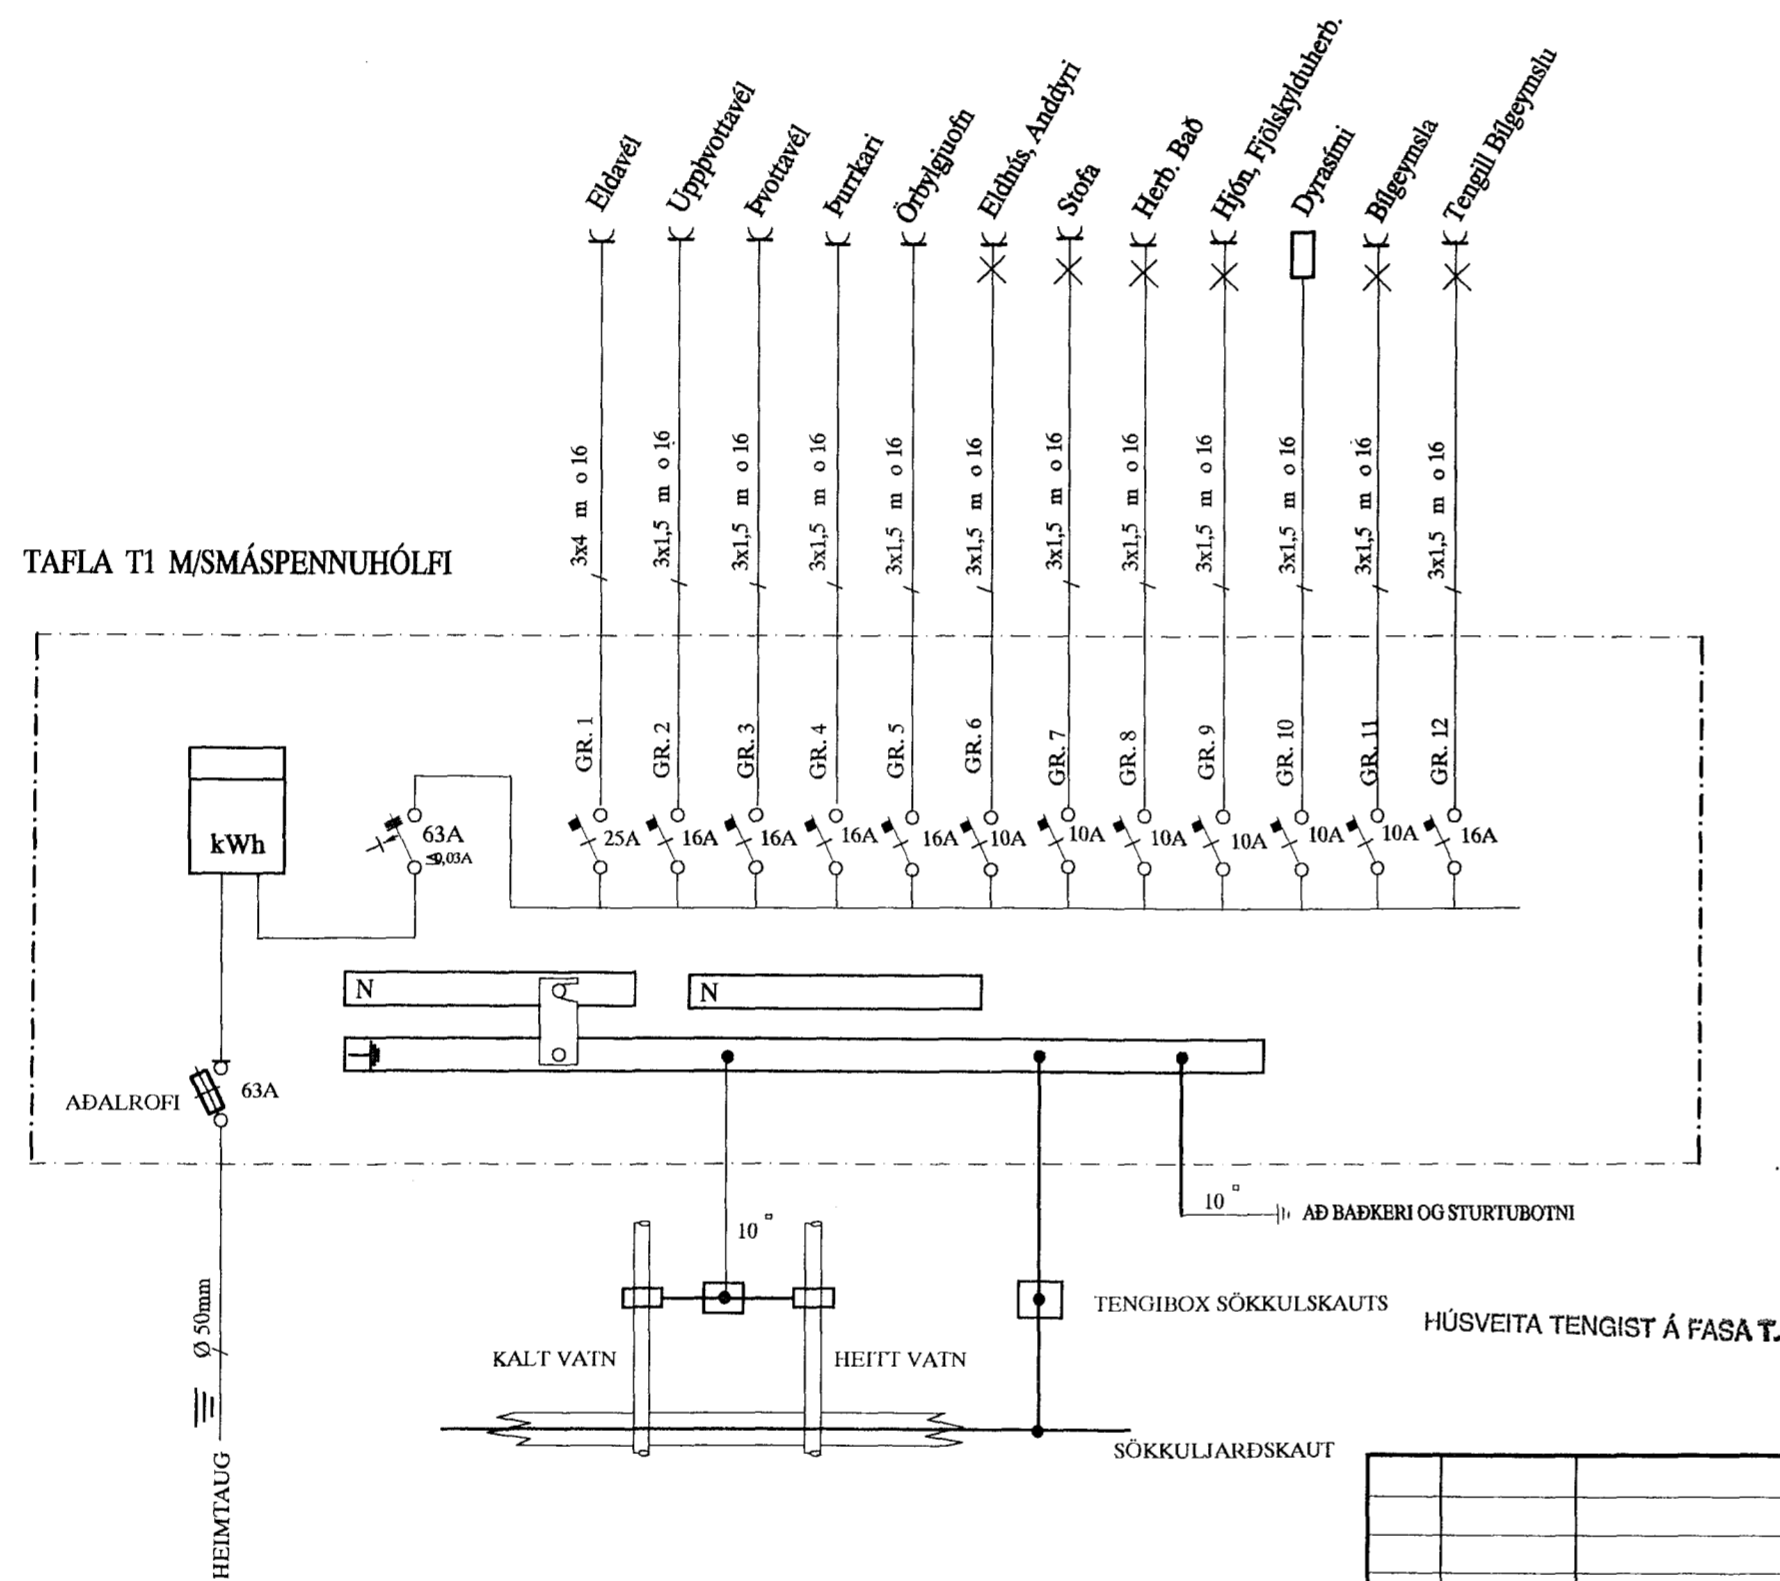 Eldavél
Uppþvottavél
Þvottavél
Þurrkari
Örbylgjuofn
Eldhús, Anddyri
Stofa
Herb. Bað
Hjón, Fjölskylduherb.
Dyrasími
Bílgeymsla
Tengill Bílgeymslu
3x4 m o 16
3x1,5 m o 16
3x1,5 m o 16
3x1,5 m o 16
3x1,5 m o 16
3x1,5 m o 16
3x1,5 m o 16
3x1,5 m o 16
3x1,5 m o 16
3x1,5 m o 16
3x1,5 m o 16
3x1,5 m o 16
TAFLA T1 M/SMÁSPENNUHÓLFI
GR. 1
GR. 2
GR. 3
GR. 4
GR. 5
GR. 6
GR. 7
GR. 8
GR. 9
GR. 10
GR. 11
GR. 12
kWh
63A
≤0,03A
25A
16A
16A
16A
16A
10A
10A
10A
10A
10A
10A
16A
N
N
AÐALROFI
63A
10 □
AÐ BAÐKERI OG STURTUBOTNI
10 □
Ø 50mm
TENGIBOX SÖKKULSKAUTS
HÚSVEITA TENGIST Á FASA T.
KALT VATN
HEITT VATN
SÖKKULJARÐSKAUT
HEIMTAUG